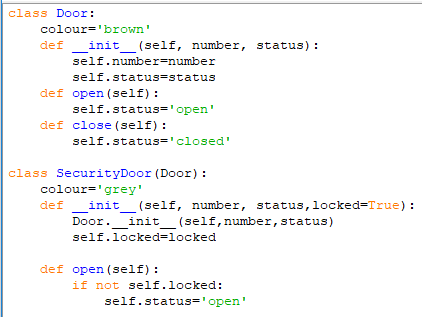 class Door:
    colour='brown'
    def __init__(self, number, status):
        self.number=number
        self.status=status
    def open(self):
        self.status='open'
    def close(self):
        self.status='closed'

class SecurityDoor(Door):
    colour='grey'
    def __init__(self, number, status,locked=True):
        Door.__init__(self,number,status)
        self.locked=locked

    def open(self):
        if not self.locked:
            self.status='open'